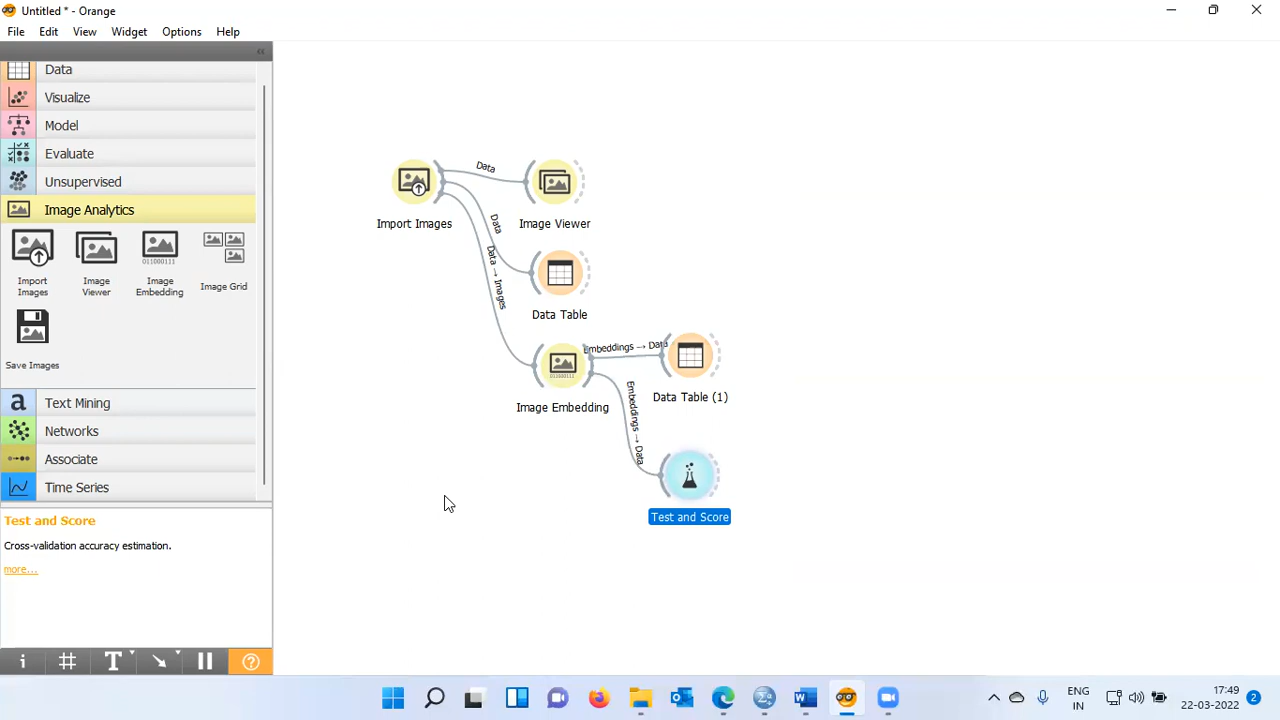 Untitled * - Orange
File Edit View Widget Options Help
Data
Visualize
Model
Evaluate
Unsupervised
Image Analytics
Import Images
Image Viewer
Image Embedding
Image Grid
011000111
Save Images
a Text Mining
Networks
Associate
Time Series
Test and Score
Cross-validation accuracy estimation.
more...
Data
Import Images
Image Viewer
Data
Data → Images
Data Table
Embeddings → Data
Image Embedding
Data Table (1)
Embeddings → Data
Test and Score
ENG
IN
17:49
22-03-2022
2